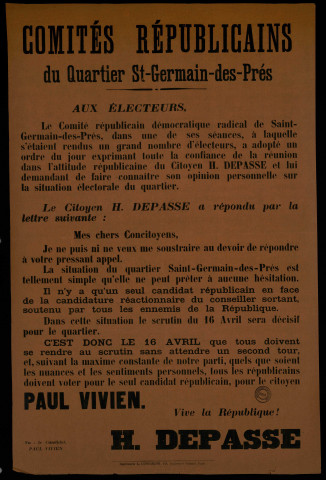 COMITÉS RÉPUBLICAINS
du Quartier St-Germain-des-Prés
AUX ÉLECTEURS,
Le Comité républicain démocratique radical de Saint-
Germain-des-Prés, dans une de ses séances, à laquelle
s'étaient rendus un grand nombre d'électeurs, a adopté un
ordre du jour exprimant toute la confiance de la réunion
dans l'attitude républicaine du Citoyen H. DEPASSE et lui
demandant de faire connaître son opinion personnelle sur
la situation électorale du quartier.
Le Citoyen H. DEPASSE a répondu par la
lettre suivante :
Mes chers Concitoyens,
Je ne puis ni ne veux me soustraire au devoir de répondre
à votre pressant appel.
La situation du quartier Saint-Germain-des-Prés est
tellement simple qu'elle ne peut prêter à aucune hésitation.
Il n'y a qu'un seul candidat républicain en face
de la candidature réactionnaire du conseiller sortant,
soutenu par tous les ennemis de la République.
Dans cette situation le scrutin du 16 Avril sera décisif
pour le quartier.
C'EST DONC LE 16 AVRIL que tous doivent
se rendre au scrutin sans attendre un second tour,
et, suivant la maxime constante de notre parti, quels que soient
les nuances et les sentiments personnels, tous les républicains
doivent voter pour le seul candidat républicain, pour le citoyen
PAUL VIVIEN.
Vive la République !
H. DEPASSE
PAUL VIVIEN